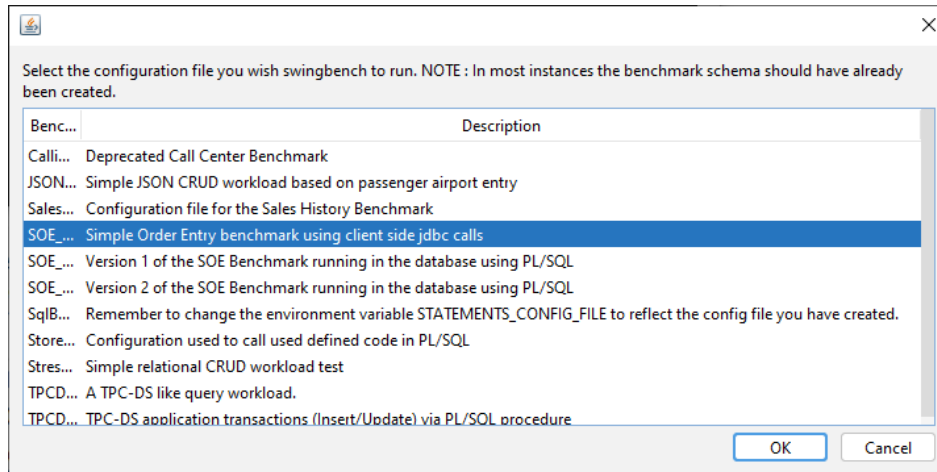 Select the configuration file you wish swingbench to run. NOTE : In most instances the benchmark schema should have already
been created.
Benc... Description
Calli... Deprecated Call Center Benchmark
JSON... Simple JSON CRUD workload based on passenger airport entry
Sales... Configuration file for the Sales History Benchmark
SOE_... Simple Order Entry benchmark using client side jdbc calls
SOE_... Version 1 of the SOE Benchmark running in the database using PL/SQL
SOE_... Version 2 of the SOE Benchmark running in the database using PL/SQL
SqlB... Remember to change the environment variable STATEMENTS_CONFIG_FILE to reflect the config file you have created.
Store... Configuration used to call used defined code in PL/SQL
Stres... Simple relational CRUD workload test
TPCD... A TPC-DS like query workload.
TPCD... TPC-DS application transactions (Insert/Update) via PL/SQL procedure
OK Cancel